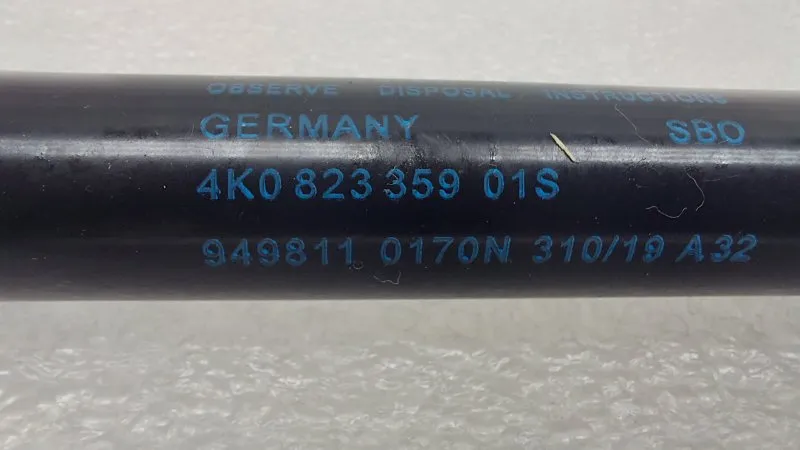 OBSERVE DISPOSAL INSTRUCTIONS
GERMANY SBO
4K0 823 359 01S
949811 0170N 310/19 A32